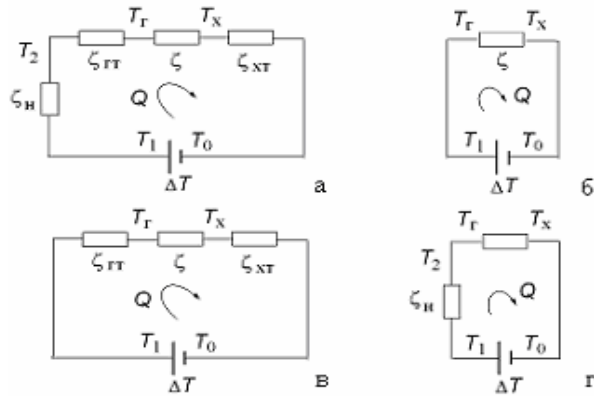 T₂ T_г T_х
ζ_гт ζ ζ_хт
ζ_н Q
T₁ T₀
ΔT а
T_г T_х
ζ
Q
T₁ T₀
ΔT б
T_г T_х
ζ_гт ζ ζ_хт
Q
T₁ T₀
ΔT в
T_г T_х
T₂
ζ_н Q
T₁ T₀
ΔT г